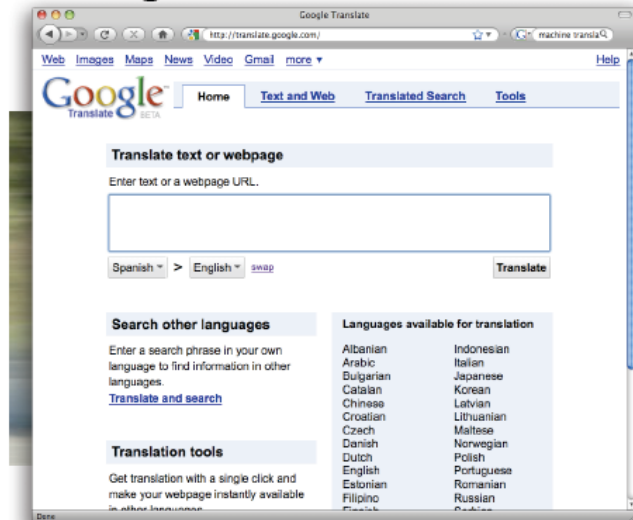 Google Translate
http://translate.google.com/
machine transla
Web Images Maps News Video Gmail more ▾ Help
Google Translate BETA
Home Text and Web Translated Search Tools
Translate text or webpage
Enter text or a webpage URL.
Spanish > English swap Translate
Search other languages
Enter a search phrase in your own
language to find information in other
languages.
Translate and search
Translation tools
Get translation with a single click and
make your webpage instantly available
in other languages
Languages available for translation
Albanian Indonesian
Arabic Italian
Bulgarian Japanese
Catalan Korean
Chinese Latvian
Croatian Lithuanian
Czech Maltese
Danish Norwegian
Dutch Polish
English Portuguese
Estonian Romanian
Filipino Russian
Finnish Serbian
Done